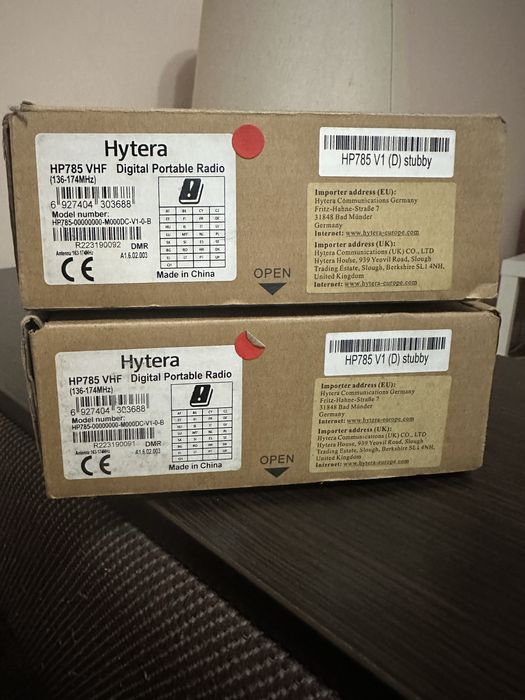 Hytera
HP785 VHF Digital Portable Radio
(136-174MHz)
6 927404 303688
Model number:
HP785-00000000-M000DC-V1-0-B
R223190092 DMR
Antenna 143-174MHz A1.6.02.003
CE
Made in China
OPEN
HP785 V1 (D) stubby
Importer address (EU):
Hytera Communications Germany
Fritz-Hahne-Straße 7
31848 Bad Münder
Germany
Internet: www.hytera-europe.com
Importer address (UK):
Hytera Communications (UK) CO., LTD
Hytera House, 939 Yeovil Road, Slough
Trading Estate, Slough, Berkshire SL1 4NH,
United Kingdom
Internet: www.hytera-europe.com
Hytera
HP785 VHF Digital Portable Radio
(136-174MHz)
6 927404 303688
Model number:
HP785-00000000-M000DC-V1-0-B
R223190091 DMR
Antenna 143-174MHz A1.6.02.003
CE
Made in China
OPEN
HP785 V1 (D) stubby
Importer address (EU):
Hytera Communications Germany
Fritz-Hahne-Straße 7
31848 Bad Münder
Germany
Internet: www.hytera-europe.com
Importer address (UK):
Hytera Communications (UK) CO., LTD
Hytera House, 939 Yeovil Road, Slough
Trading Estate, Slough, Berkshire SL1 4NH,
United Kingdom
Internet: www.hytera-europe.com